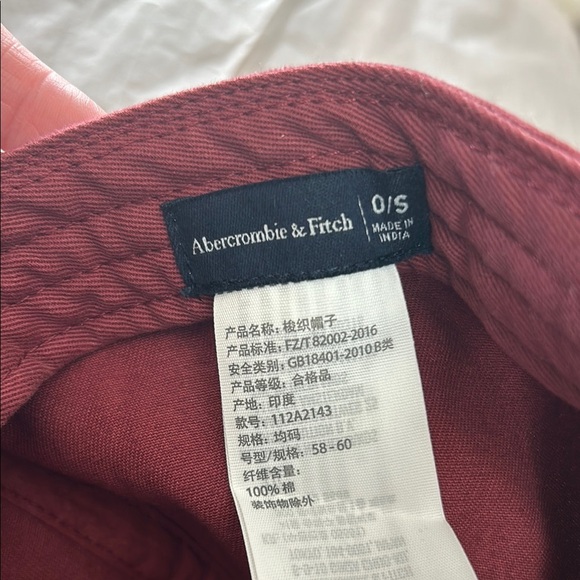 Abercrombie & Fitch
O/S
MADE IN
INDIA
产品名称: 梭织帽子
产品标准: FZ/T 82002-2016
安全类别: GB18401-2010 B类
产品等级: 合格品
产地: 印度
款号: 112A2143
规格: 均码
号型/规格: 58-60
纤维含量:
100% 棉
装饰物除外